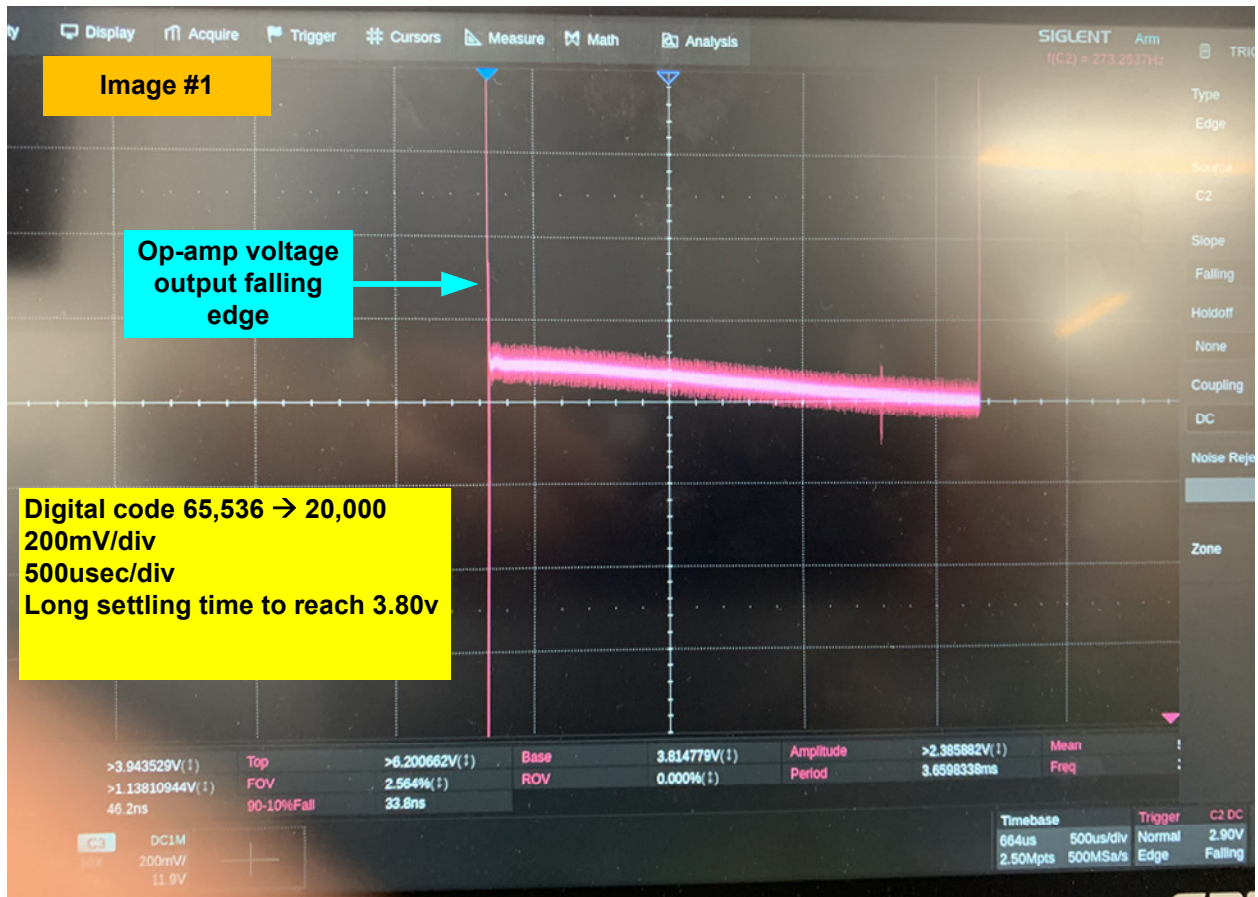 Display Acquire Trigger Cursors Measure Math Analysis
SIGLENT Arm
f(C2) = 273.2537Hz
Image #1
Type
Edge
Source
C2
Slope
Falling
Holdoff
None
Coupling
DC
Noise Reje
Zone
Op-amp voltage
output falling
edge
Digital code 65,536 → 20,000
200mV/div
500usec/div
Long settling time to reach 3.80v
>3.943529V(↕) Top >6.200662V(↕) Base 3.814779V(↕) Amplitude >2.385882V(↕) Mean
>1.13810944V(↕) FOV 2.564%(↕) ROV 0.000%(↕) Period 3.6598338ms Freq
46.2ns 90-10%Fall 33.8ns
C3 DC1M
200mV/
11.9V
Timebase
664us 500us/div
2.50Mpts 500MSa/s
Trigger C2 DC
Normal 2.90V
Edge Falling